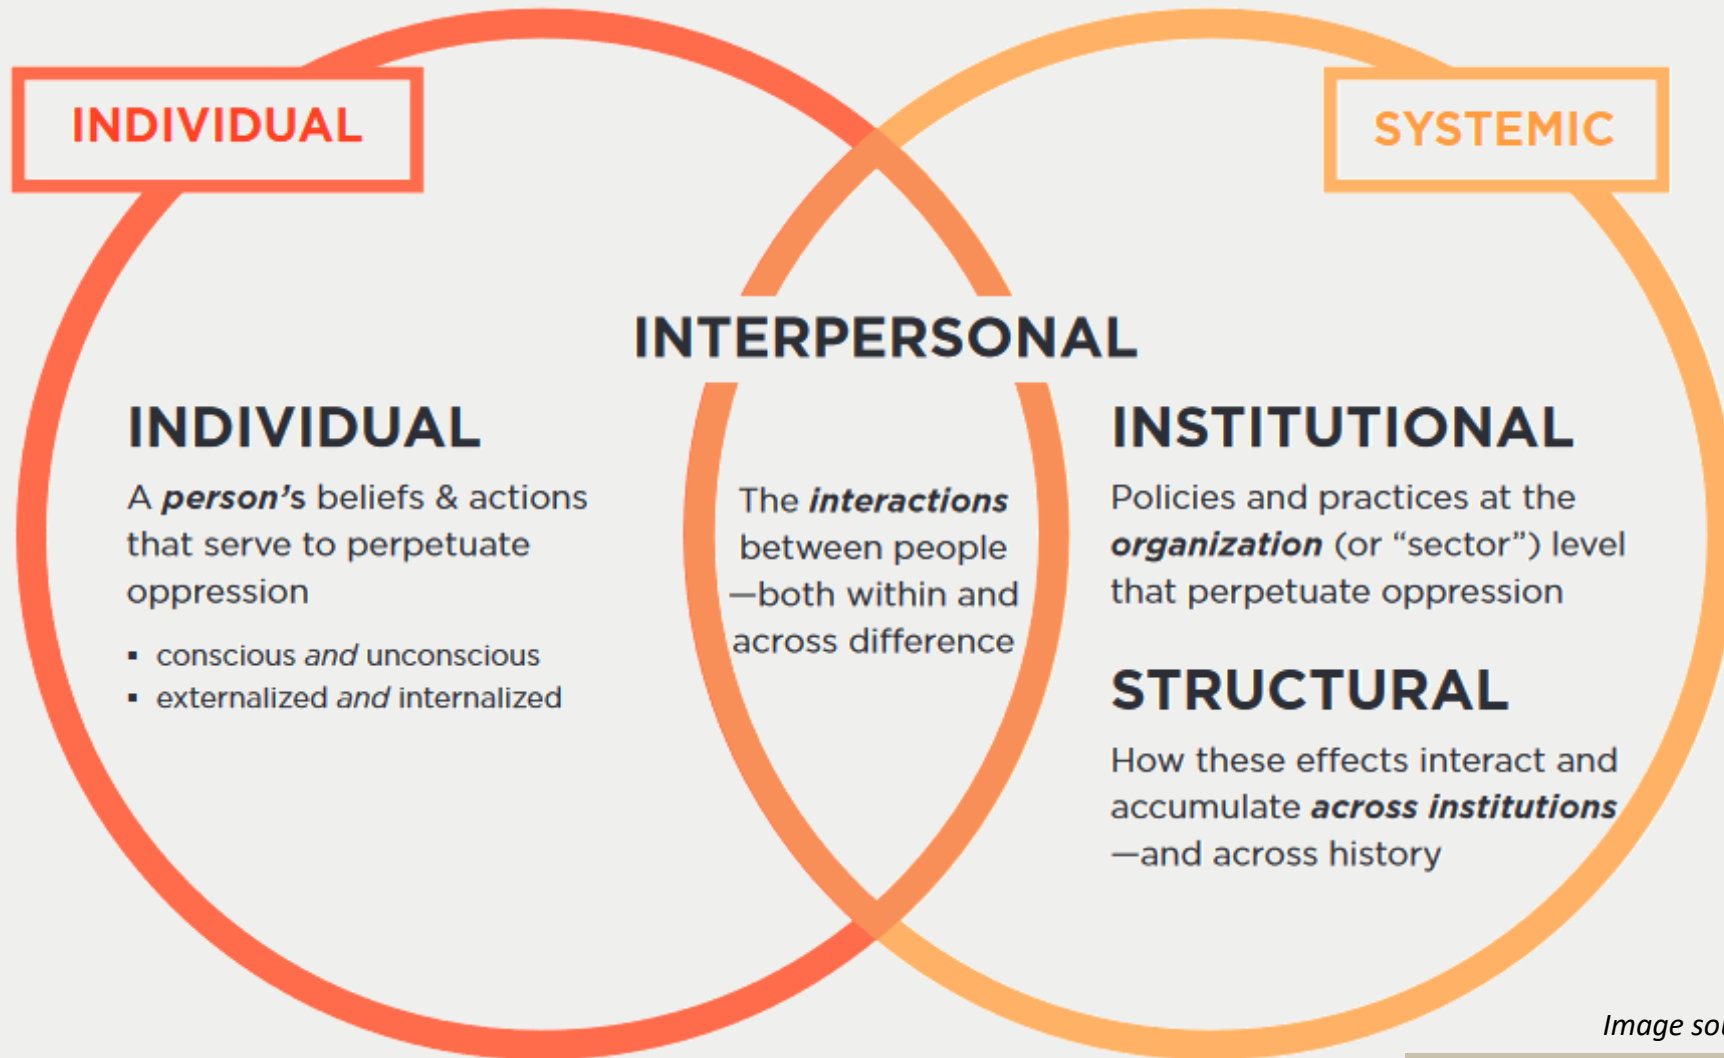 INDIVIDUAL
SYSTEMIC
INTERPERSONAL
INDIVIDUAL
A person's beliefs & actions
that serve to perpetuate
oppression
▪ conscious and unconscious
▪ externalized and internalized
The interactions
between people
—both within and
across difference
INSTITUTIONAL
Policies and practices at the
organization (or “sector”) level
that perpetuate oppression
STRUCTURAL
How these effects interact and
accumulate across institutions
—and across history
Image